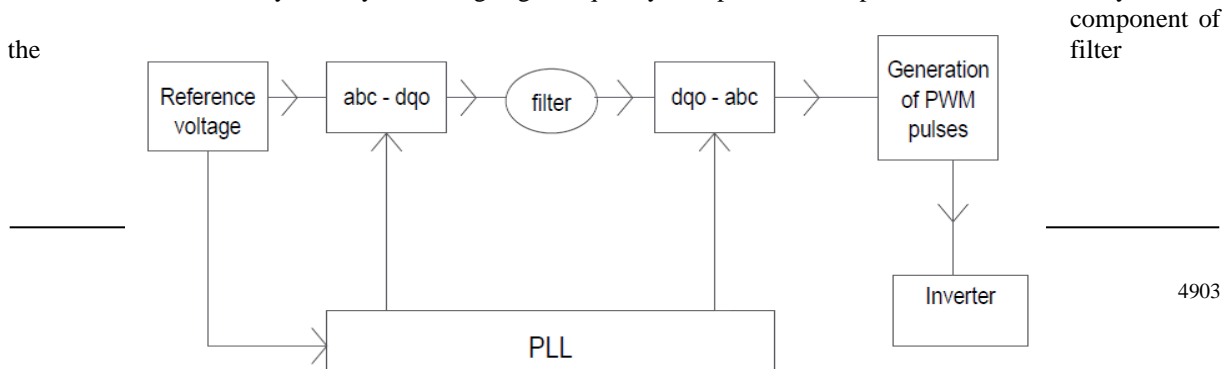 component of
the
filter
Reference
voltage
abc - dqo
filter
dqo - abc
Generation
of PWM
pulses
Inverter
4903
PLL